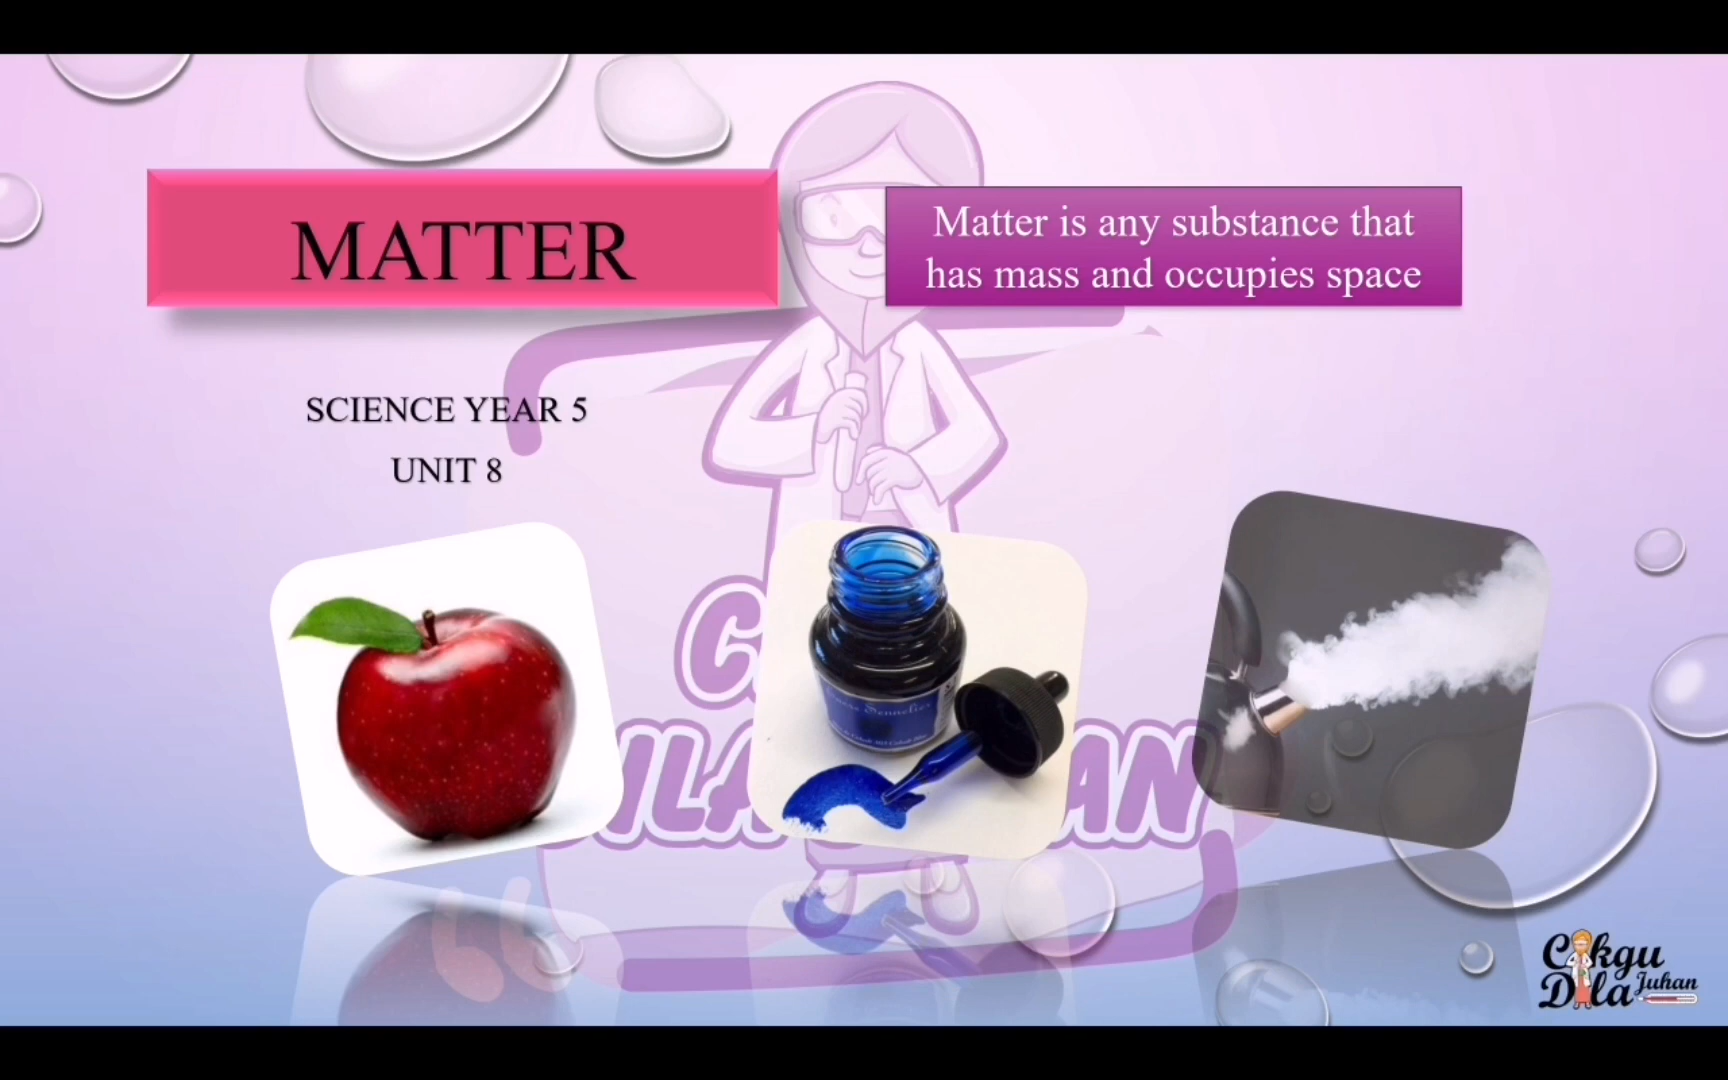 MATTER
Matter is any substance that
has mass and occupies space
SCIENCE YEAR 5
UNIT 8
Sennelier
Cikgu
Dila Juhan